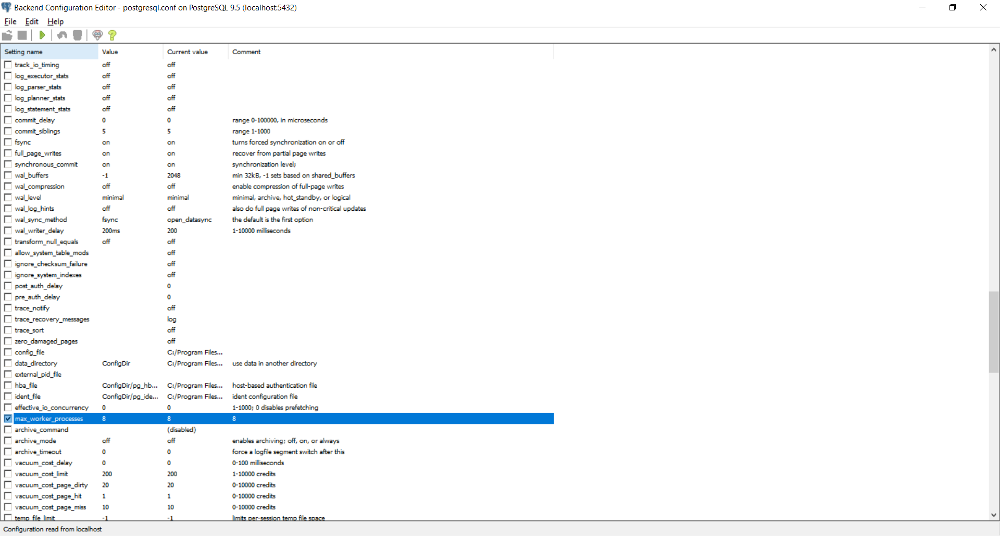 Backend Configuration Editor - postgresql.conf on PostgreSQL 9.5 (localhost:5432)
File Edit Help
Setting name Value Current value Comment
track_io_timing off off
log_executor_stats off off
log_parser_stats off off
log_planner_stats off off
log_statement_stats off off
commit_delay 0 0 range 0-100000, in microseconds
commit_siblings 5 5 range 1-1000
fsync on on turns forced synchronization on or off
full_page_writes on on recover from partial page writes
synchronous_commit on on synchronization level;
wal_buffers -1 2048 min 32kB, -1 sets based on shared_buffers
wal_compression off off enable compression of full-page writes
wal_level minimal minimal minimal, archive, hot_standby, or logical
wal_log_hints off off also do full page writes of non-critical updates
wal_sync_method fsync open_datasync the default is the first option
wal_writer_delay 200ms 200 1-10000 milliseconds
transform_null_equals off off
allow_system_table_mods off
ignore_checksum_failure off
ignore_system_indexes off
post_auth_delay 0
pre_auth_delay 0
trace_notify off
trace_recovery_messages log
trace_sort off
zero_damaged_pages off
config_file C:/Program Files...
data_directory ConfigDir C:/Program Files... use data in another directory
external_pid_file
hba_file ConfigDir/pg_hb... C:/Program Files... host-based authentication file
ident_file ConfigDir/pg_ide... C:/Program Files... ident configuration file
effective_io_concurrency 0 0 1-1000; 0 disables prefetching
max_worker_processes 8 8 8
archive_command (disabled)
archive_mode off off enables archiving; off, on, or always
archive_timeout 0 0 force a logfile segment switch after this
vacuum_cost_delay 0 0 0-100 milliseconds
vacuum_cost_limit 200 200 1-10000 credits
vacuum_cost_page_dirty 20 20 0-10000 credits
vacuum_cost_page_hit 1 1 0-10000 credits
vacuum_cost_page_miss 10 10 0-10000 credits
temp_file_limit -1 -1 limits per-session temp file space
Configuration read from localhost